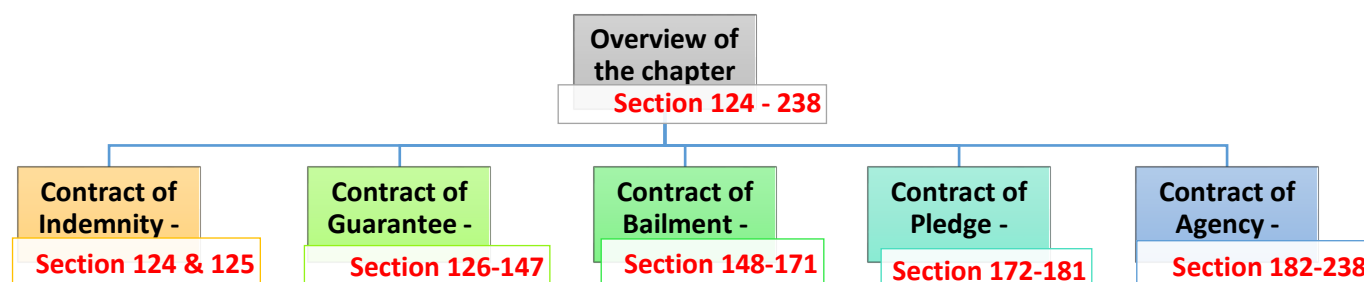 Overview of
the chapter
Section 124 - 238
Contract of
Indemnity -
Section 124 & 125
Contract of
Guarantee -
Section 126-147
Contract of
Bailment -
Section 148-171
Contract of
Pledge -
Section 172-181
Contract of
Agency -
Section 182-238